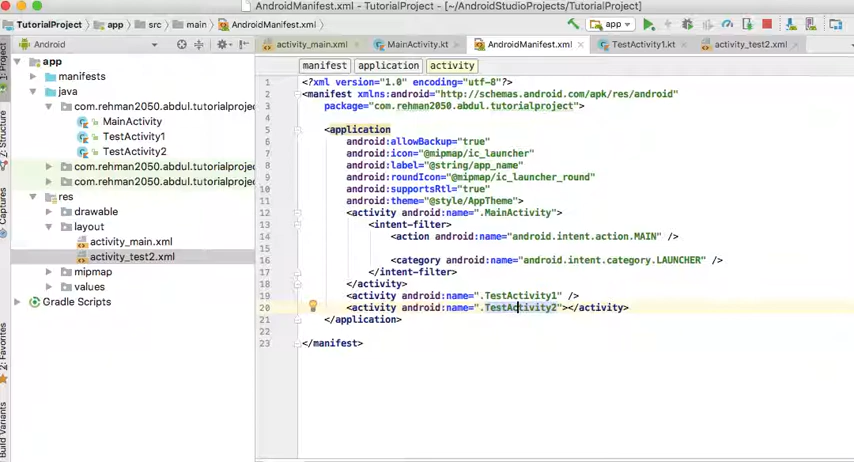 AndroidManifest.xml - TutorialProject - [~/AndroidStudioProjects/TutorialProject]
TutorialProject
app
src
main
AndroidManifest.xml
app
Android
activity_main.xml
MainActivity.kt
AndroidManifest.xml
TestActivity1.kt
activity_test2.xml
manifest
application
activity
1: Project
Z: Structure
Captures
2: Favorites
Build Variants
app
manifests
java
com.rehman2050.abdul.tutorialproje
MainActivity
TestActivity1
TestActivity2
com.rehman2050.abdul.tutorialproje
com.rehman2050.abdul.tutorialproje
res
drawable
layout
activity_main.xml
activity_test2.xml
mipmap
values
Gradle Scripts
1 <?xml version="1.0" encoding="utf-8"?>
2 <manifest xmlns:android="http://schemas.android.com/apk/res/android"
3 package="com.rehman2050.abdul.tutorialproject">
4
5 <application
6 android:allowBackup="true"
7 android:icon="@mipmap/ic_launcher"
8 android:label="@string/app_name"
9 android:roundIcon="@mipmap/ic_launcher_round"
10 android:supportsRtl="true"
11 android:theme="@style/AppTheme">
12 <activity android:name=".MainActivity">
13 <intent-filter>
14 <action android:name="android.intent.action.MAIN" />
15
16 <category android:name="android.intent.category.LAUNCHER" />
17 </intent-filter>
18 </activity>
19 <activity android:name=".TestActivity1" />
20 <activity android:name=".TestActivity2"></activity>
21 </application>
22
23 </manifest>